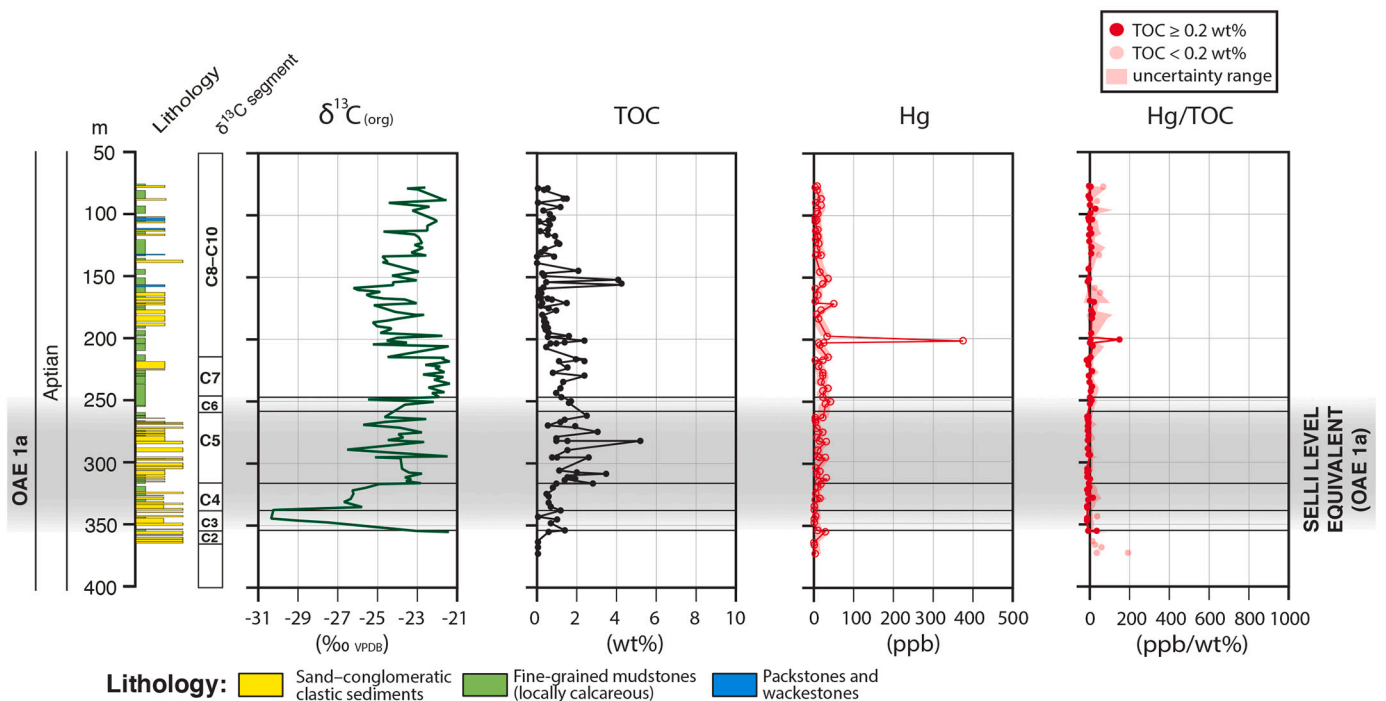 TOC ≥ 0.2 wt%
TOC < 0.2 wt%
uncertainty range
Lithology
δ13C segment
m
δ13C(org)
TOC
Hg
Hg/TOC
50
100
150
200
250
300
350
400
Aptian
OAE 1a
C8–C10
C7
C6
C5
C4
C3
C2
SELLI LEVEL
EQUIVALENT
(OAE 1a)
-31 -29 -27 -25 -23 -21
(‰ VPDB)
0 2 4 6 8 10
(wt%)
0 100 200 300 400 500
(ppb)
0 200 400 600 800 1000
(ppb/wt%)
Lithology:
Sand–conglomeratic
clastic sediments
Fine-grained mudstones
(locally calcareous)
Packstones and
wackestones